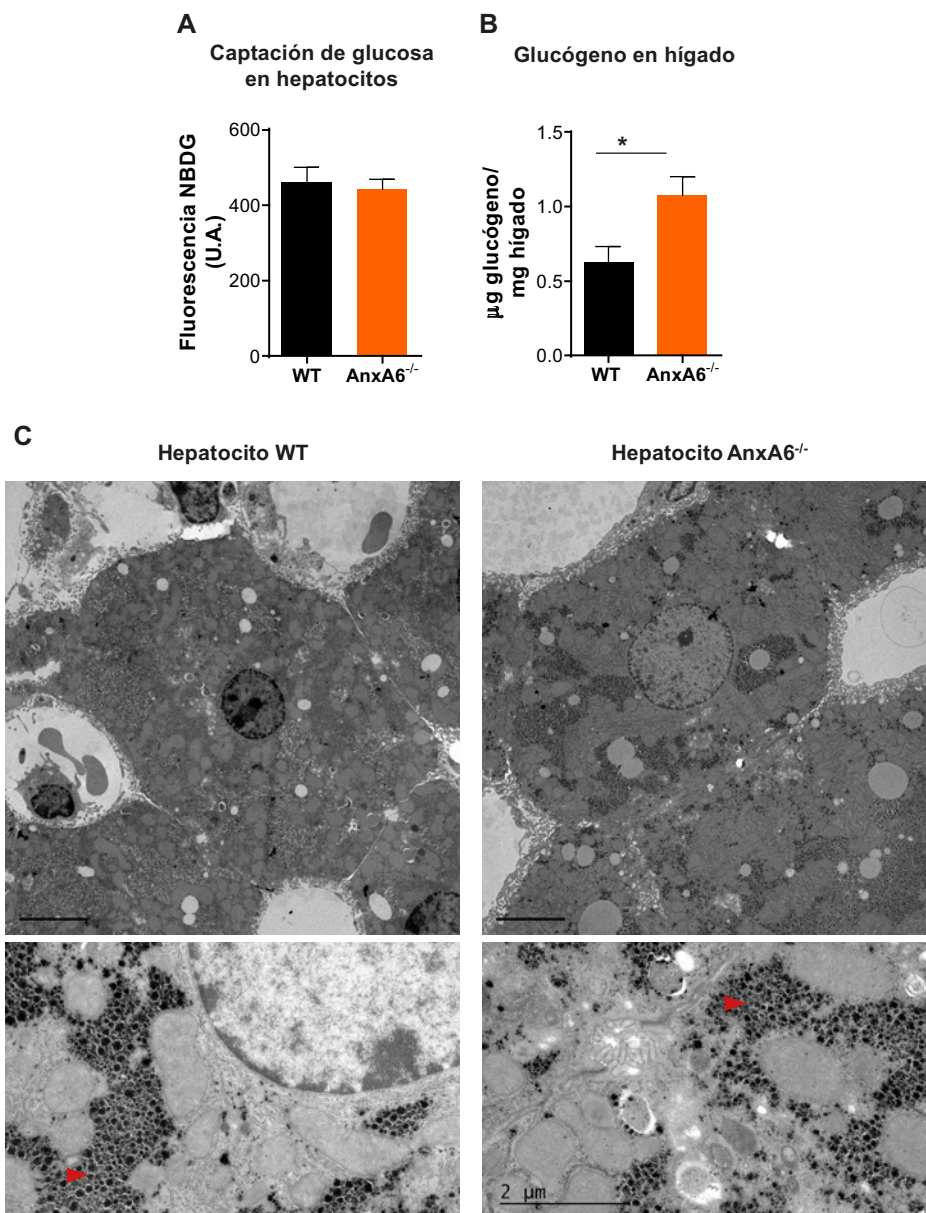 A
Captación de glucosa
en hepatocitos
Fluorescencia NBDG
(U.A.)
600
400
200
0
WT
AnxA6-/-
B
Glucógeno en hígado
µg glucógeno/
mg hígado
1.5
1.0
0.5
0.0
*
WT
AnxA6-/-
C
Hepatocito WT
Hepatocito AnxA6-/-
2 µm